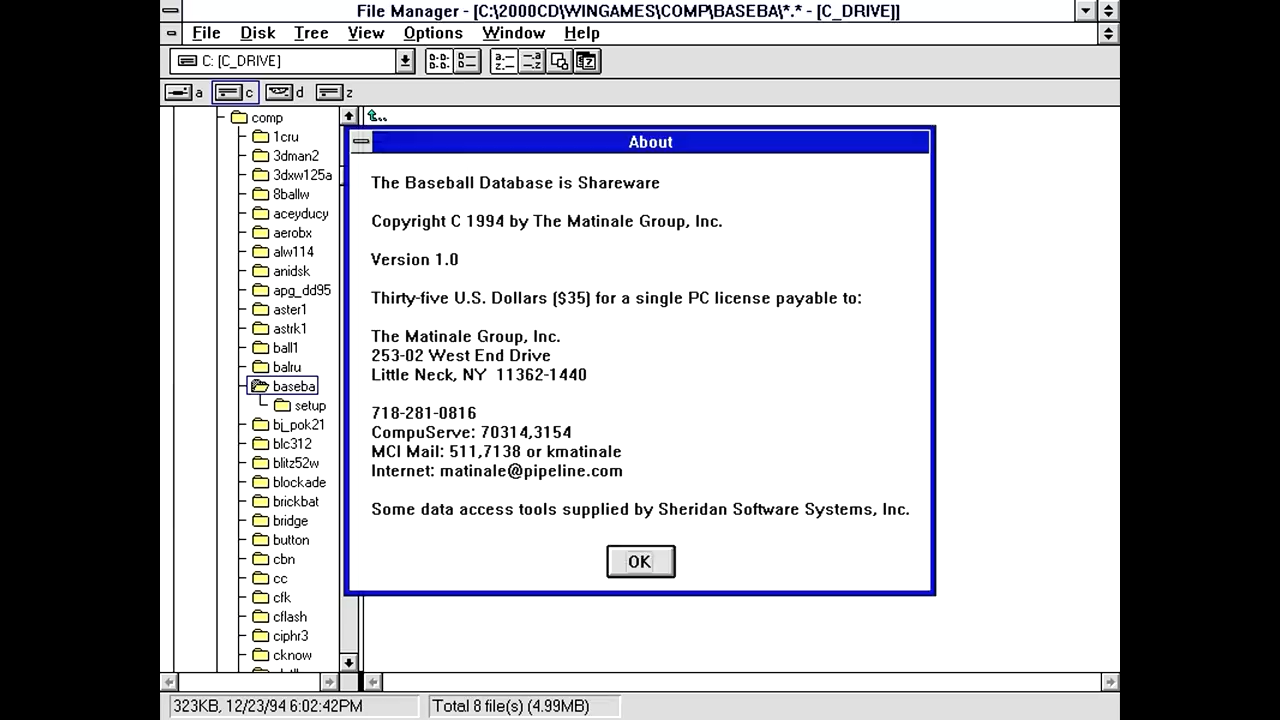 File Manager - [C:\2000CD\WINGAMES\COMP\BASEBA\*.* - [C_DRIVE]]
File Disk Tree View Options Window Help
C: [C_DRIVE]
a c d z
comp
1cru
3dman2
3dxw125a
8ballw
aceyducy
aerobx
alw114
anidsk
apg_dd95
aster1
astrk1
ball1
balru
baseba
setup
bj_pok21
blc312
blitz52w
blockade
brickbat
bridge
button
cbn
cc
cfk
cflash
ciphr3
cknow
..
About
The Baseball Database is Shareware
Copyright C 1994 by The Matinale Group, Inc.
Version 1.0
Thirty-five U.S. Dollars ($35) for a single PC license payable to:
The Matinale Group, Inc.
253-02 West End Drive
Little Neck, NY  11362-1440
718-281-0816
CompuServe: 70314,3154
MCI Mail: 511,7138 or kmatinale
Internet: matinale@pipeline.com
Some data access tools supplied by Sheridan Software Systems, Inc.
OK
323KB, 12/23/94 6:02:42PM
Total 8 file(s) (4.99MB)